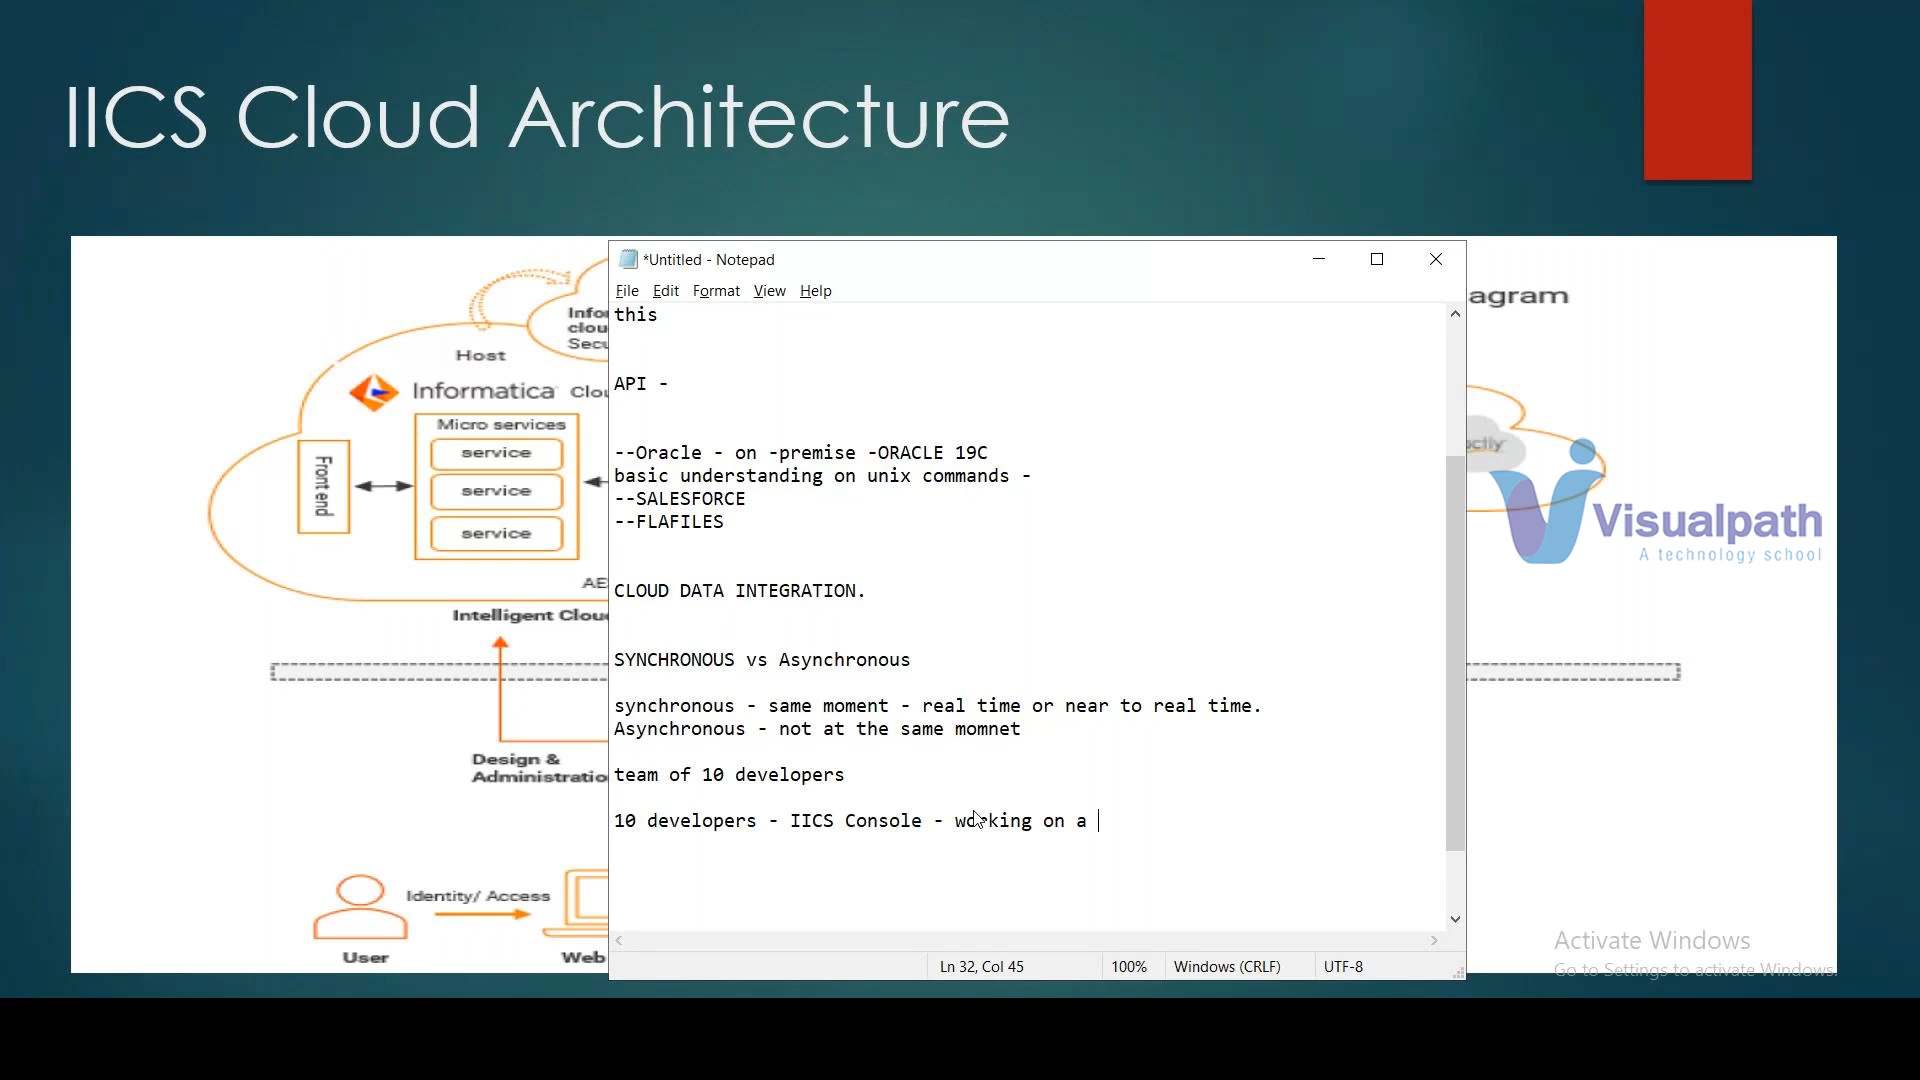 IICS Cloud Architecture
*Untitled - Notepad
File Edit Format View Help
this
API -
--Oracle - on -premise -ORACLE 19C
basic understanding on unix commands -
--SALESFORCE
--FLAFILES
CLOUD DATA INTEGRATION.
SYNCHRONOUS vs Asynchronous
synchronous - same moment - real time or near to real time.
Asynchronous - not at the same momnet
team of 10 developers
10 developers - IICS Console - working on a
Ln 32, Col 45
100%
Windows (CRLF)
UTF-8
Host
Informatica
Micro services
service
service
service
Front end
Intelligent
Design &
User
Identity/ Access
Web
Visualpath
A technology school
Activate Windows
Go to Settings to activate Windows.